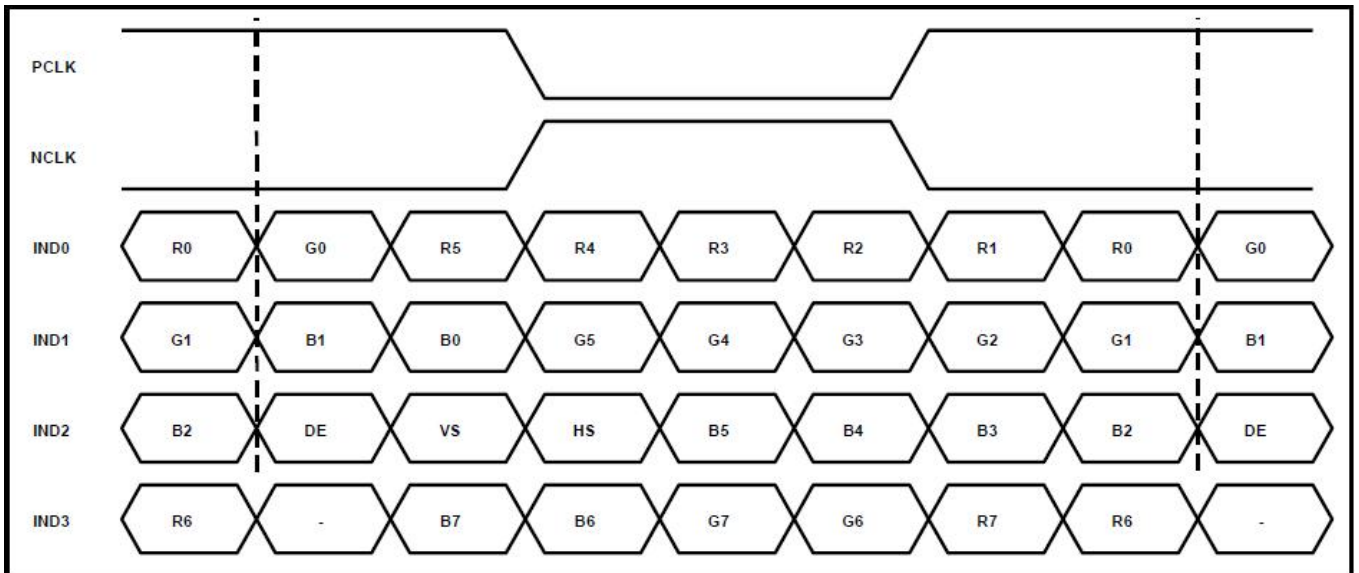 PCLK
NCLK
IND0 R0 G0 R5 R4 R3 R2 R1 R0 G0
IND1 G1 B1 B0 G5 G4 G3 G2 G1 B1
IND2 B2 DE VS HS B5 B4 B3 B2 DE
IND3 R6 - B7 B6 G7 G6 R7 R6 -